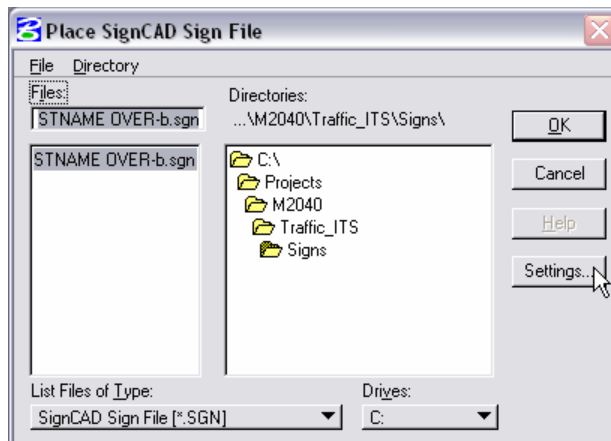 Place SignCAD Sign File
File Directory
Files:
STNAME OVER-b.sgn
STNAME OVER-b.sgn
Directories:
...\M2040\Traffic_ITS\Signs\
C:\
Projects
M2040
Traffic_ITS
Signs
OK
Cancel
Help
Settings...
List Files of Type:
SignCAD Sign File [*.SGN]
Drives:
C: